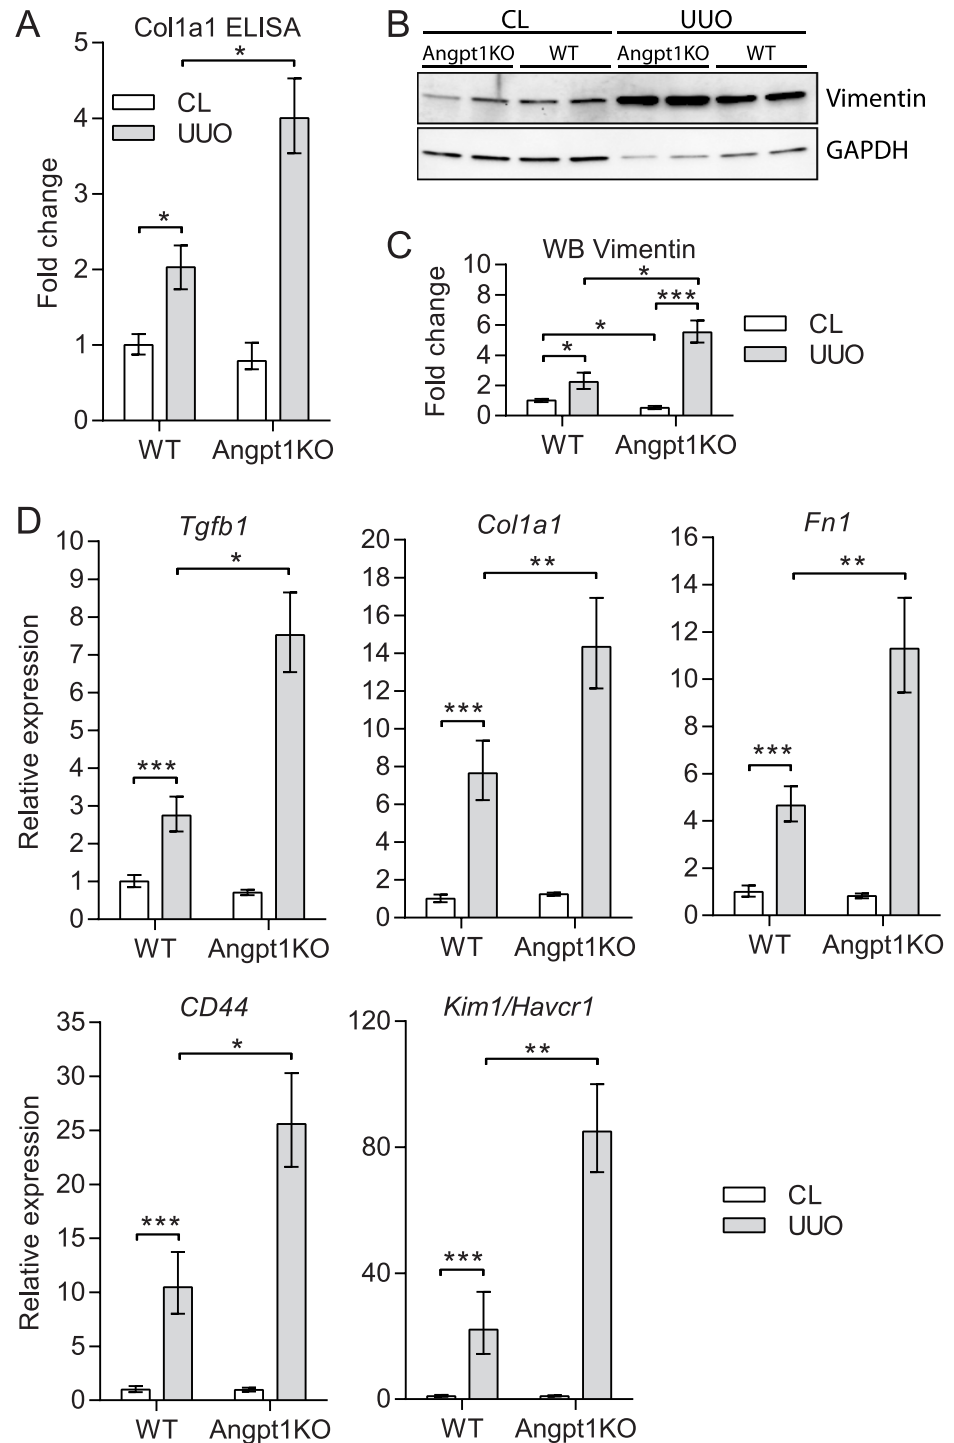 A
Col1a1 ELISA
Fold change
5
4
3
2
1
0
CL
UUO
*
*
WT
Angpt1KO
B
CL
UUO
Angpt1KO
WT
Angpt1KO
WT
Vimentin
GAPDH
C
WB Vimentin
Fold change
10
8
6
4
2
0
*
***
*
*
WT
Angpt1KO
CL
UUO
D
Tgfb1
Relative expression
10
9
8
7
6
5
4
3
2
1
0
*
***
WT
Angpt1KO
Col1a1
20
18
16
14
12
10
8
6
4
2
0
**
***
WT
Angpt1KO
Fn1
16
14
12
10
8
6
4
2
0
**
***
WT
Angpt1KO
CD44
Relative expression
35
30
25
20
15
10
5
0
*
***
WT
Angpt1KO
Kim1/Havcr1
120
80
40
0
**
***
WT
Angpt1KO
CL
UUO